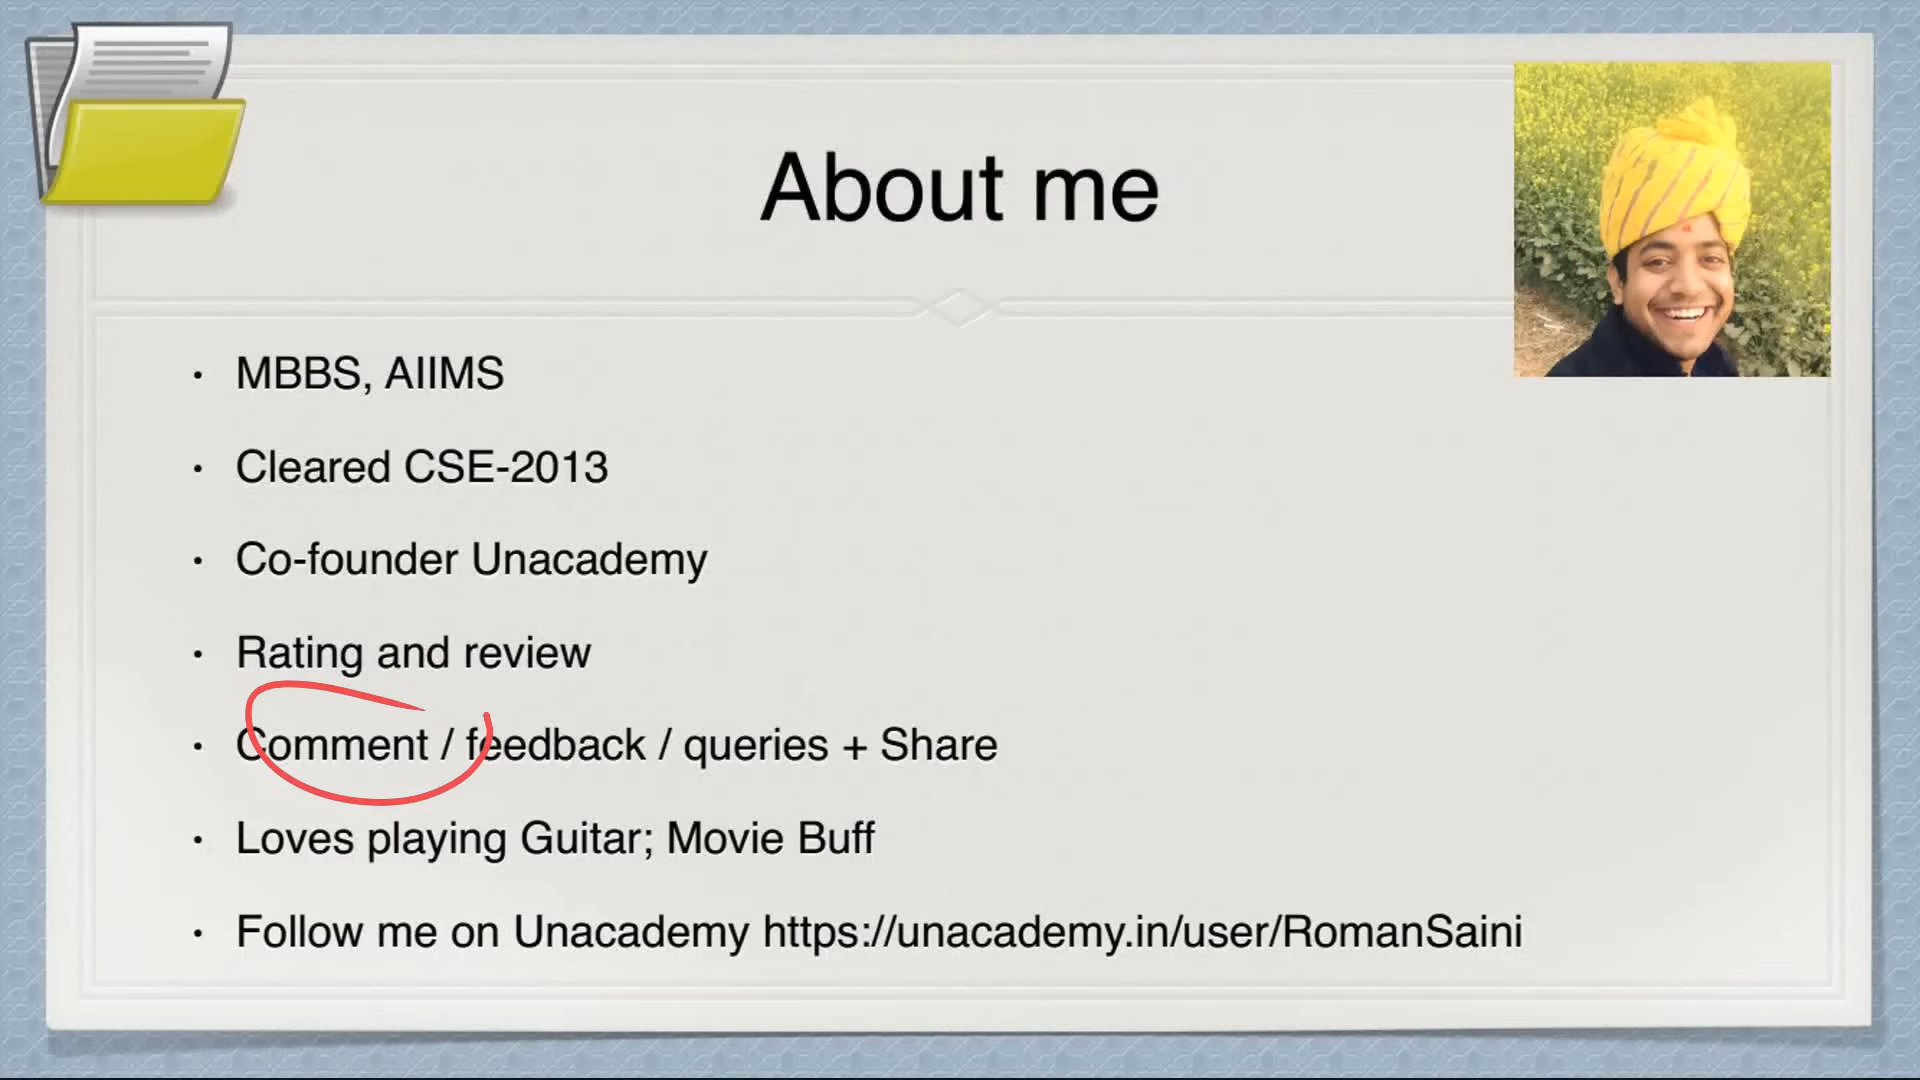 About me
• MBBS, AIIMS
• Cleared CSE-2013
• Co-founder Unacademy
• Rating and review
• Comment / feedback / queries + Share
• Loves playing Guitar; Movie Buff
• Follow me on Unacademy https://unacademy.in/user/RomanSaini